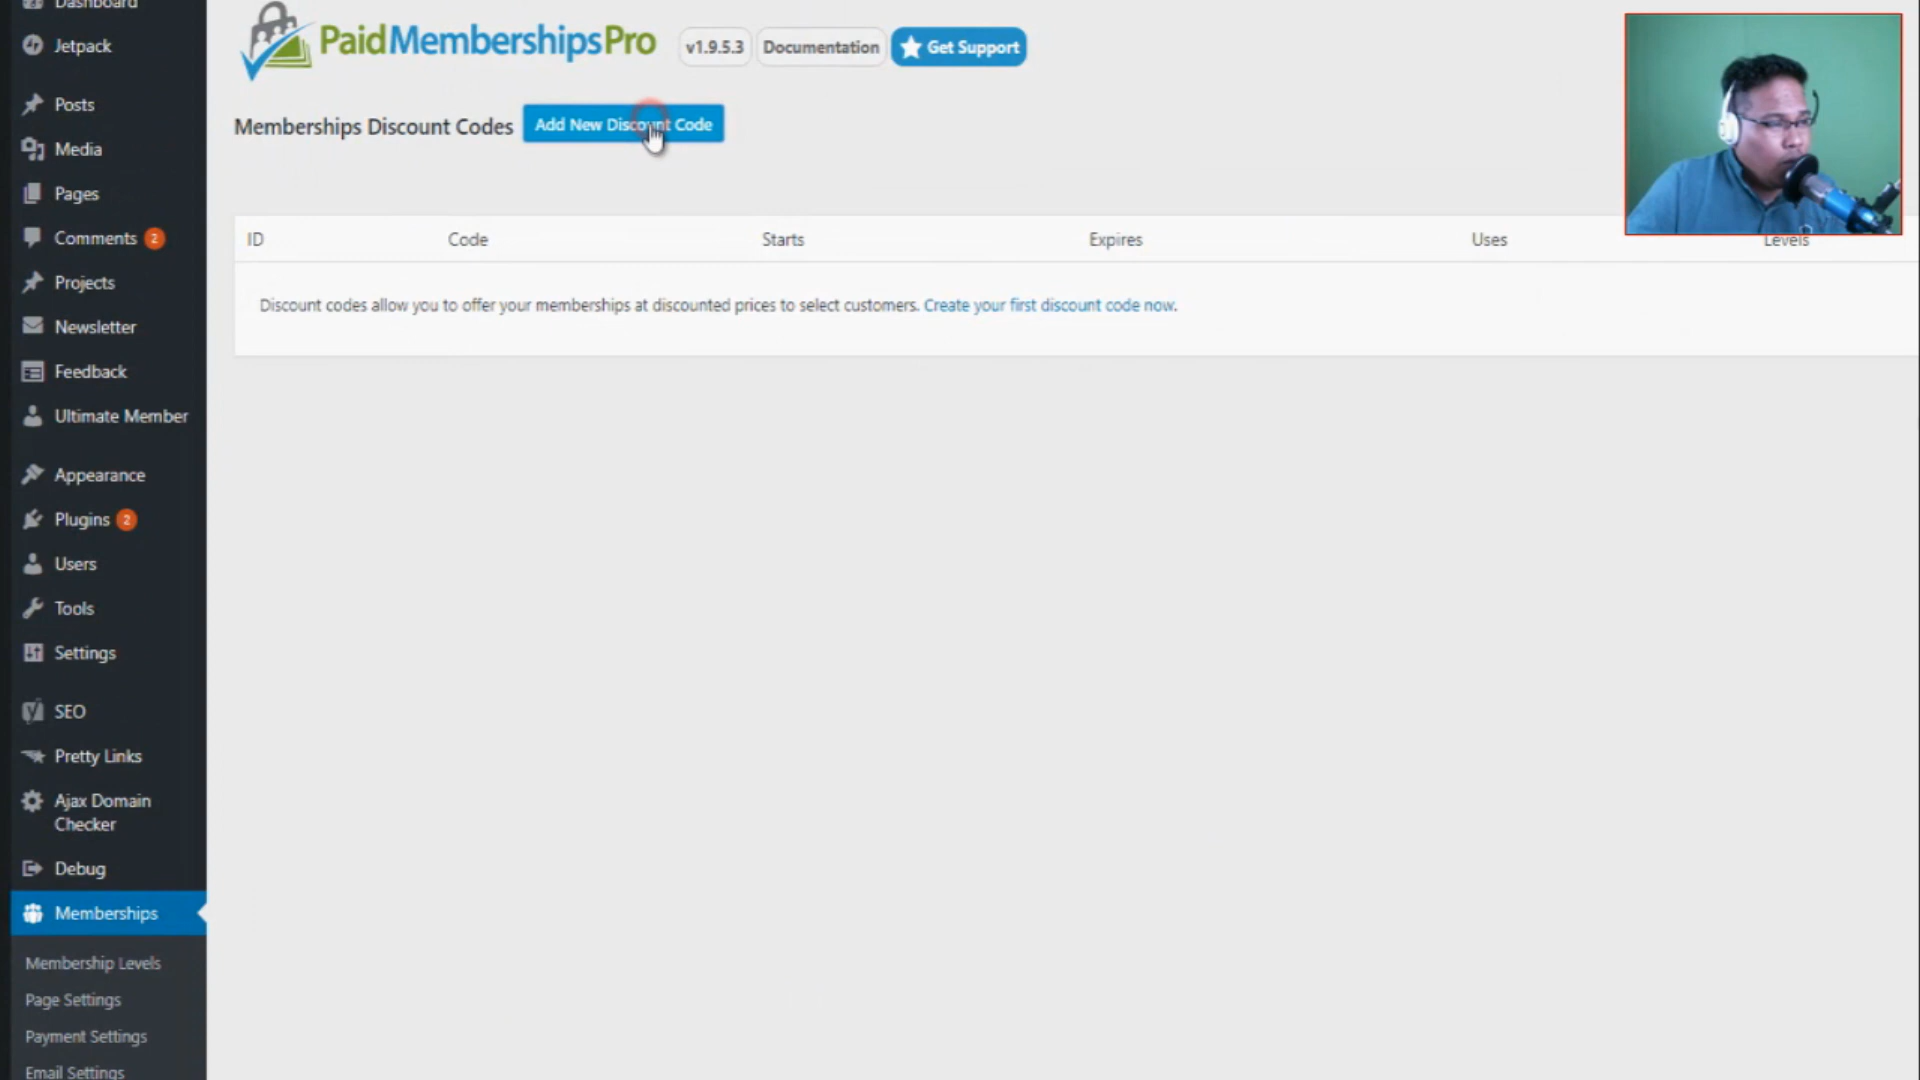 Dashboard
Jetpack
Posts
Media
Pages
Comments 2
Projects
Newsletter
Feedback
Ultimate Member
Appearance
Plugins 2
Users
Tools
Settings
SEO
Pretty Links
Ajax Domain
Checker
Debug
Memberships
Membership Levels
Page Settings
Payment Settings
Email Settings
PaidMembershipsPro v1.9.5.3 Documentation Get Support
Memberships Discount Codes Add New Discount Code
ID Code Starts Expires Uses Levels
Discount codes allow you to offer your memberships at discounted prices to select customers. Create your first discount code now.